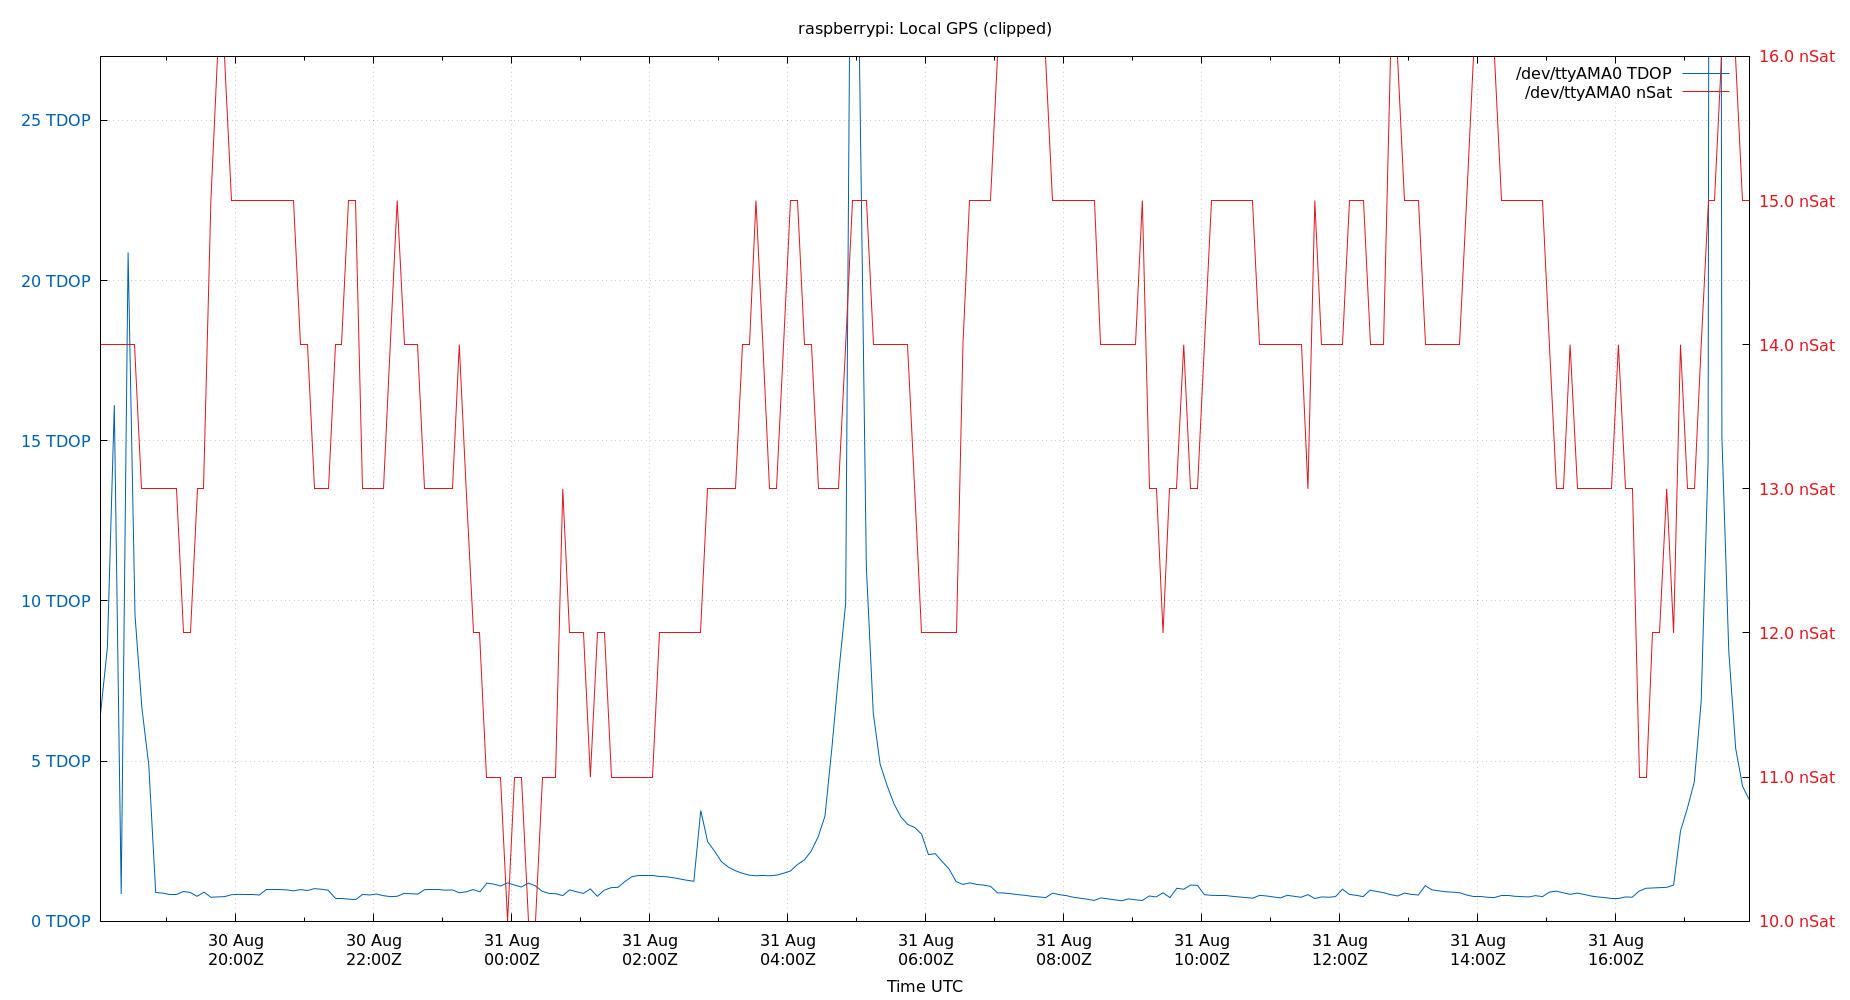 raspberrypi: Local GPS (clipped)
/dev/ttyAMA0 TDOP
/dev/ttyAMA0 nSat
25 TDOP
20 TDOP
15 TDOP
10 TDOP
5 TDOP
0 TDOP
16.0 nSat
15.0 nSat
14.0 nSat
13.0 nSat
12.0 nSat
11.0 nSat
10.0 nSat
30 Aug 30 Aug 31 Aug 31 Aug 31 Aug 31 Aug 31 Aug 31 Aug 31 Aug 31 Aug 31 Aug
20:00Z 22:00Z 00:00Z 02:00Z 04:00Z 06:00Z 08:00Z 10:00Z 12:00Z 14:00Z 16:00Z
Time UTC